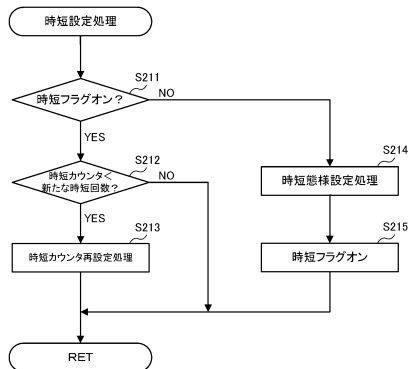 時短設定処理
S211
時短フラグオン？
NO
YES
S212
時短カウンタ＜
新たな時短回数？
NO
YES
S213
時短カウンタ再設定処理
S214
時短態様設定処理
S215
時短フラグオン
RET